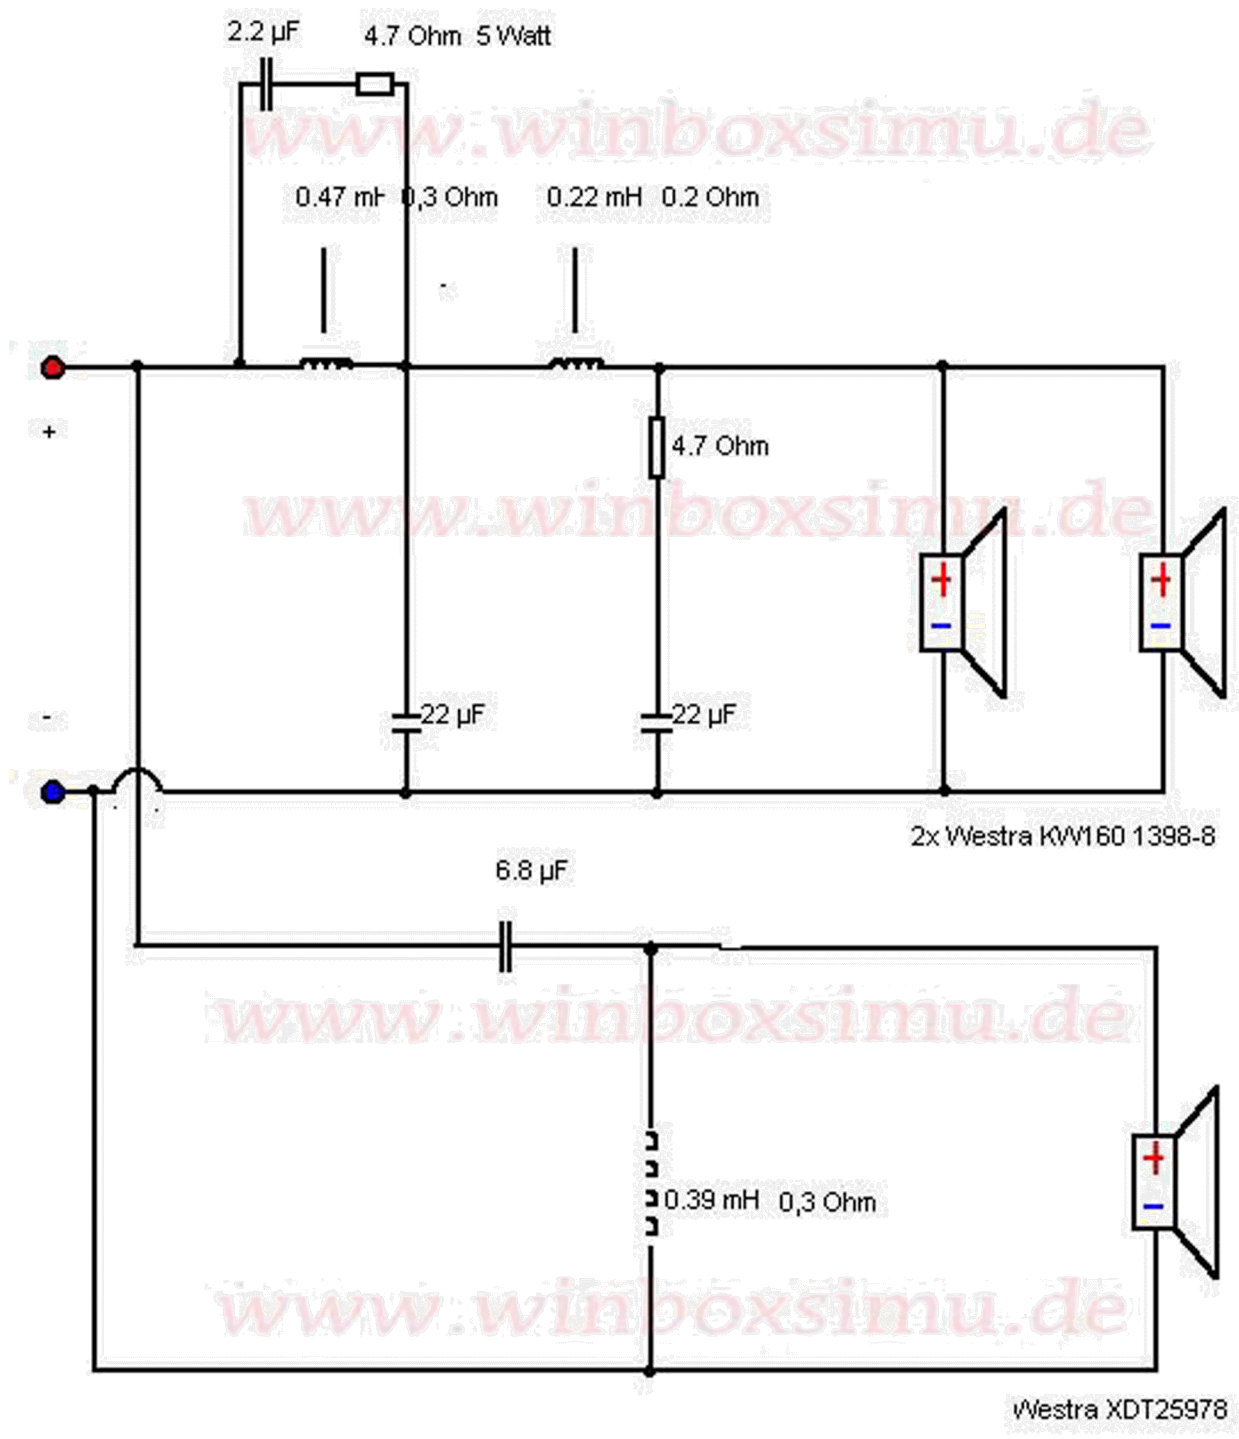 2.2 µF 4.7 Ohm 5 Watt
www.winboxsimu.de
0.47 mH 0,3 Ohm 0.22 mH 0.2 Ohm
+
4.7 Ohm
www.winboxsimu.de
+ +
- -
-
22 µF 22 µF
2x Westra KW160 1398-8
6.8 µF
www.winboxsimu.de
+
-
0.39 mH 0,3 Ohm
www.winboxsimu.de
Westra XDT25978